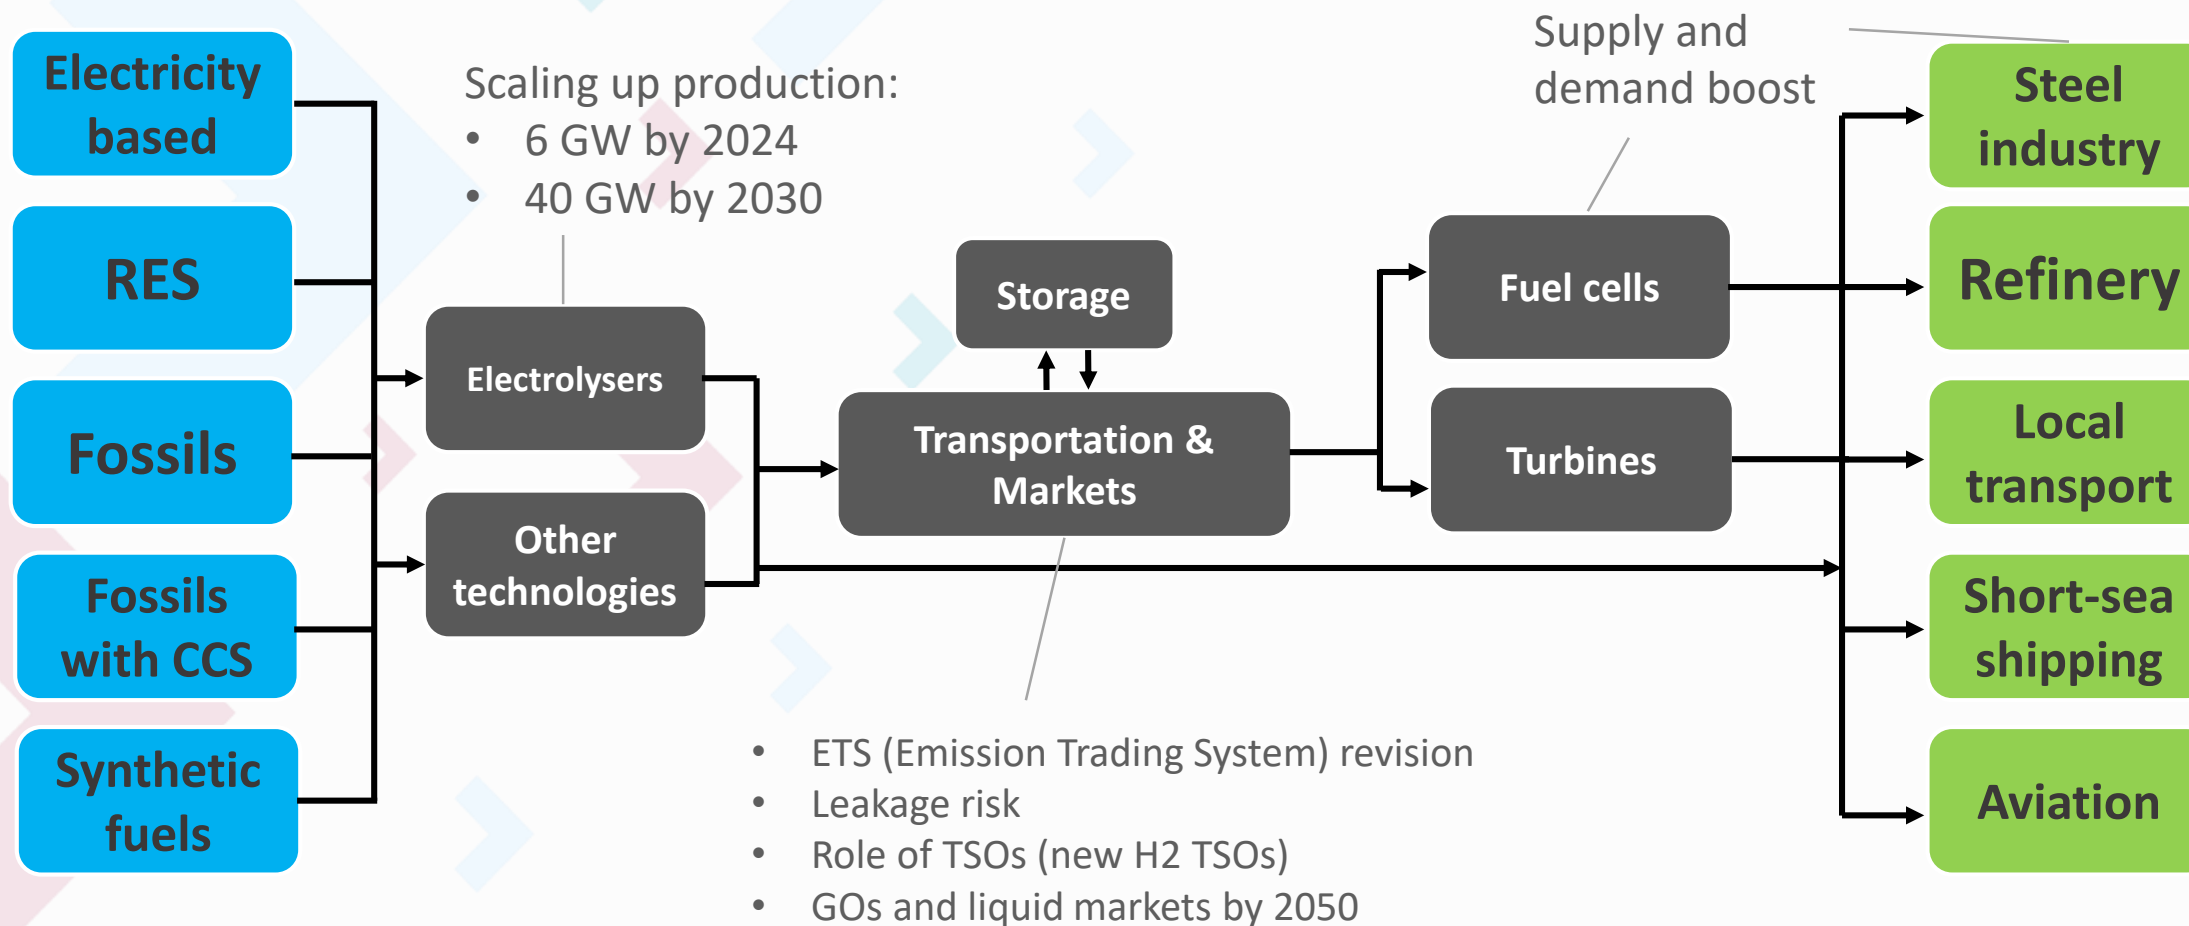 Electricity
based
RES
Fossils
Fossils
with CCS
Synthetic
fuels
Scaling up production:
• 6 GW by 2024
• 40 GW by 2030
Electrolysers
Other
technologies
Storage
Transportation &
Markets
• ETS (Emission Trading System) revision
• Leakage risk
• Role of TSOs (new H2 TSOs)
• GOs and liquid markets by 2050
Supply and
demand boost
Fuel cells
Turbines
Steel
industry
Refinery
Local
transport
Short-sea
shipping
Aviation